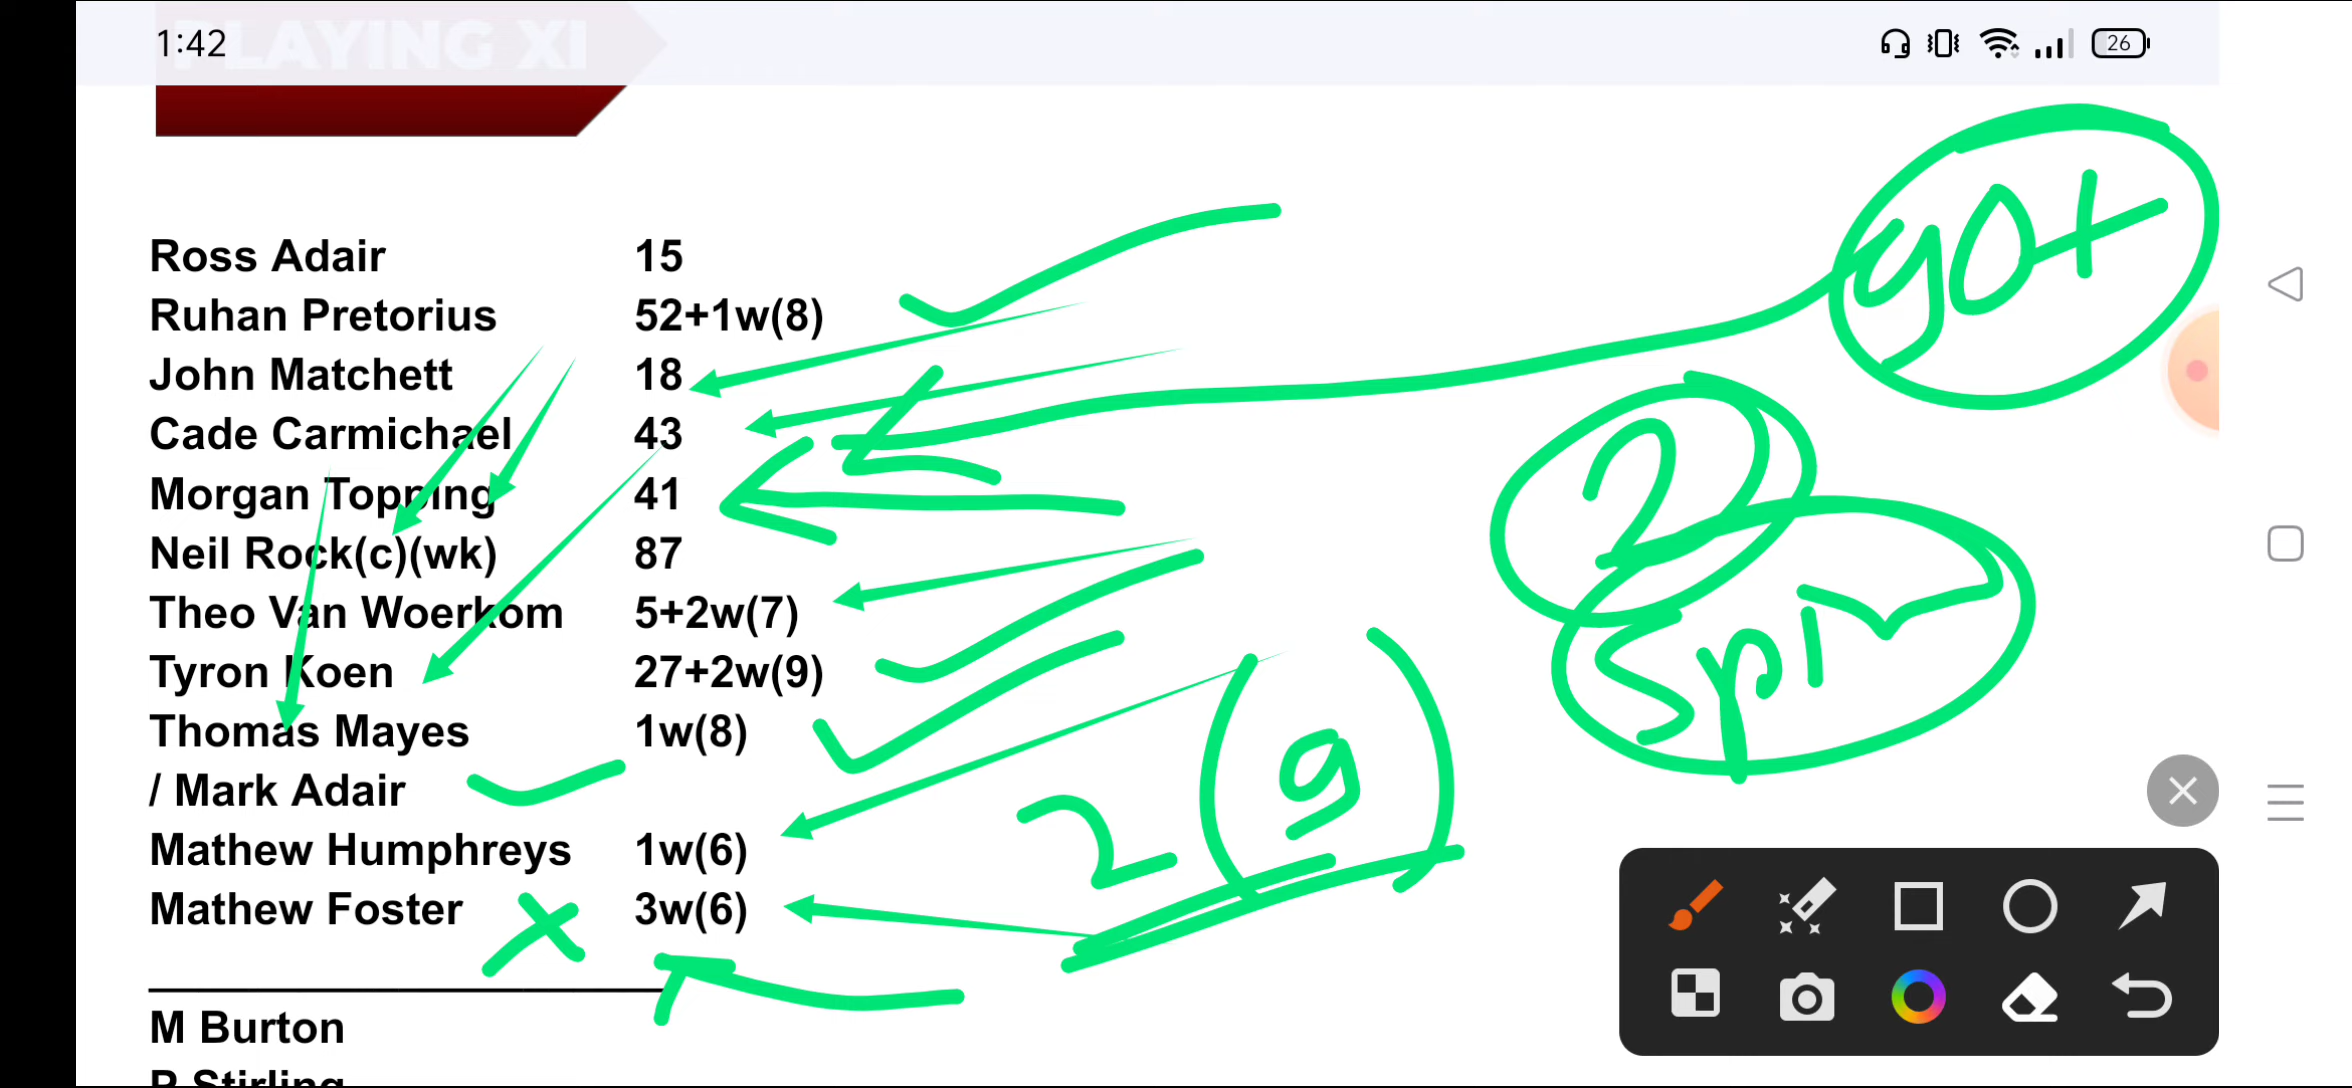 PLAYING XI
1:42
26
Ross Adair 15
Ruhan Pretorius 52+1w(8)
John Matchett 18
Cade Carmichael 43
Morgan Topping 41
Neil Rock(c)(wk) 87
Theo Van Woerkom 5+2w(7)
Tyron Koen 27+2w(9)
Thomas Mayes 1w(8)
/ Mark Adair
Mathew Humphreys 1w(6)
Mathew Foster 3w(6)
M Burton
P Stirling
90+
2
Spi
2(9)